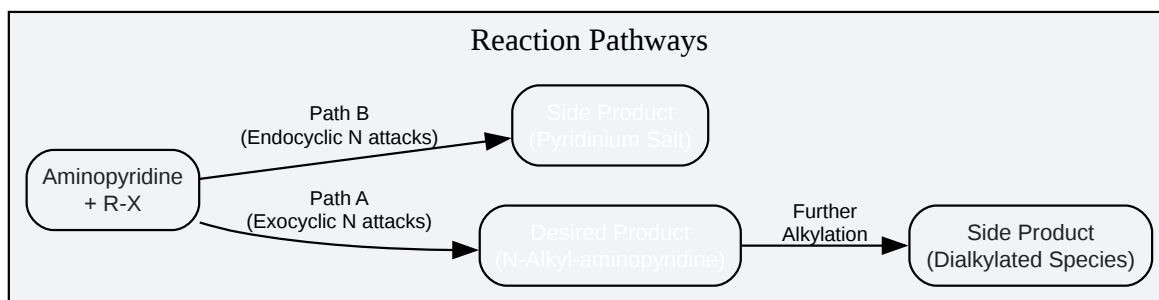 Reaction Pathways
Path B
(Endocyclic N attacks)
Side Product
(Pyridinium Salt)
Aminopyridine
+ R-X
Path A
(Exocyclic N attacks)
Desired Product
(N-Alkyl-aminopyridine)
Further
Alkylation
Side Product
(Dialkylated Species)